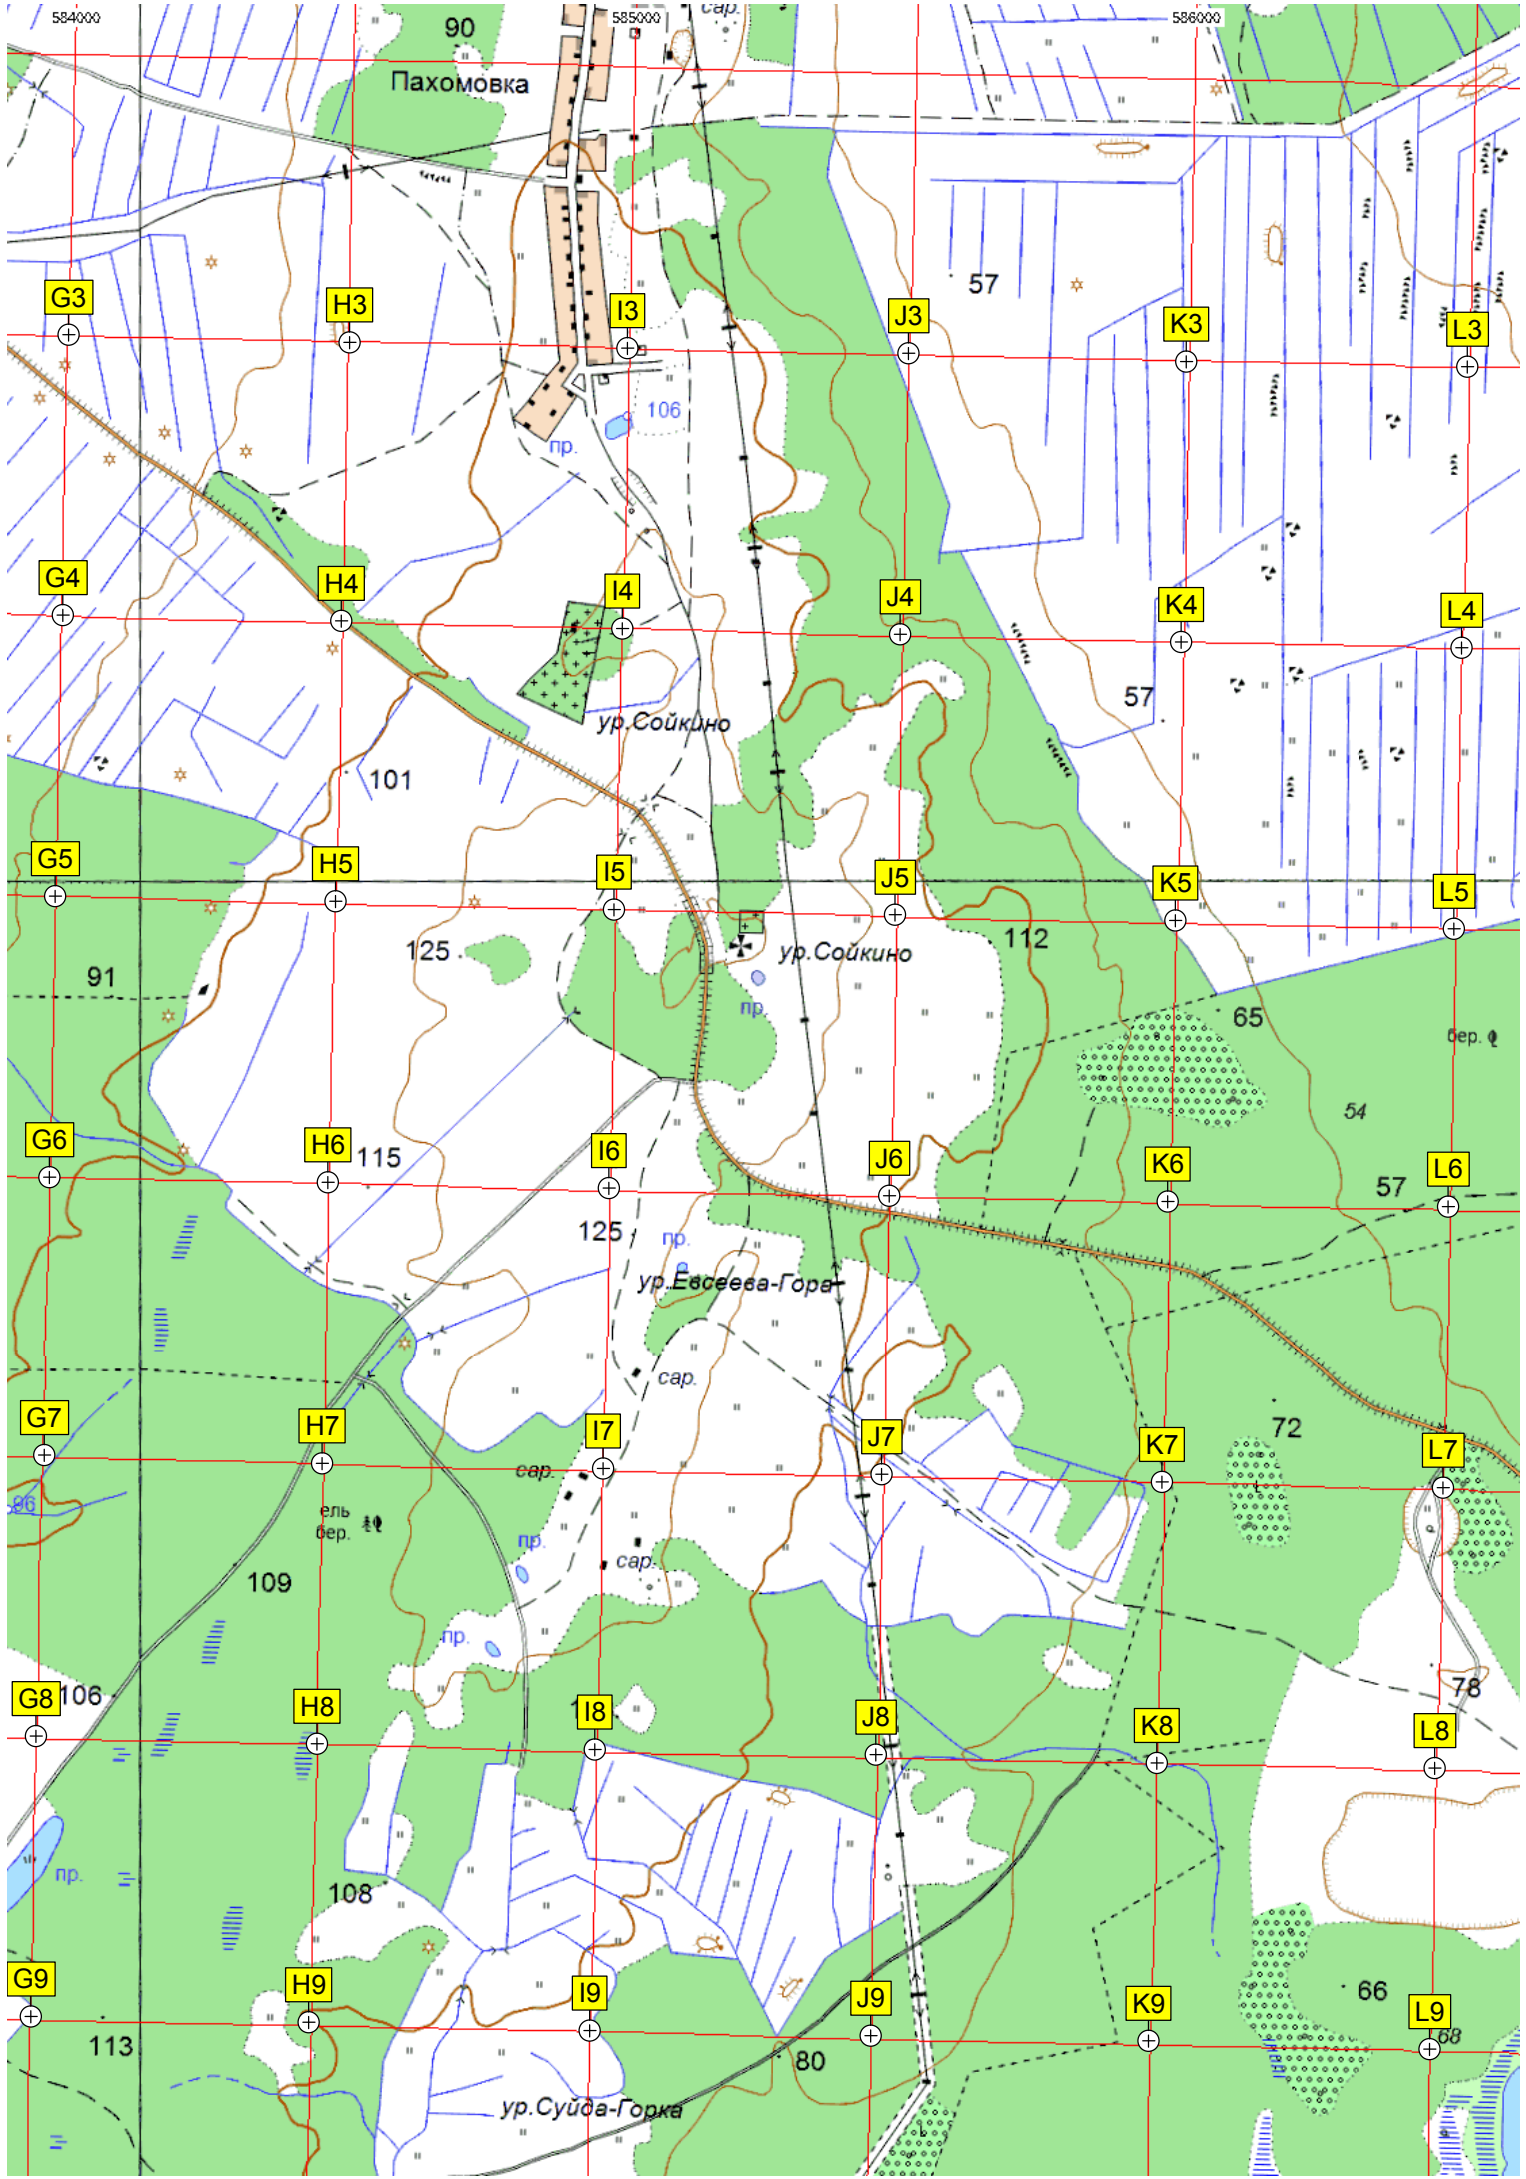 584000 585000 586000
сар.
90
Пахомовка
57
G3 H3 I3 J3 K3 L3
106
пр.
G4 H4 I4 J4 K4 L4
57
ур.Сойкино
101
G5 H5 I5 J5 K5 L5
125 ур.Сойкино 112
91
пр.
65
бер.
54
G6 H6 I6 J6 K6 L6
115
57
125
пр.
ур.Евсеева-Гора
сар.
72
G7 H7 I7 J7 K7 L7
сар.
96
ель
бер.
пр.
сар.
109
пр.
78
106
G8 H8 I8 J8 K8 L8
пр.
108
66
G9 H9 I9 J9 K9 L9
68
113
80
ур.Суйда-Горка